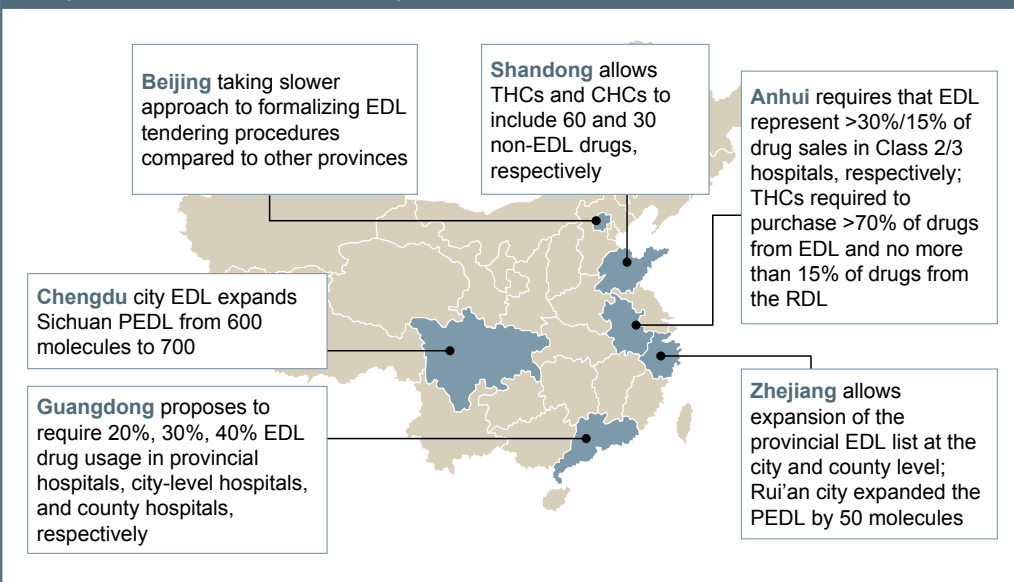 Beijing taking slower
approach to formalizing EDL
tendering procedures
compared to other provinces
Shandong allows
THCs and CHCs to
include 60 and 30
non-EDL drugs,
respectively
Anhui requires that EDL
represent >30%/15% of
drug sales in Class 2/3
hospitals, respectively;
THCs required to
purchase >70% of drugs
from EDL and no more
than 15% of drugs from
the RDL
Chengdu city EDL expands
Sichuan PEDL from 600
molecules to 700
Guangdong proposes to
require 20%, 30%, 40% EDL
drug usage in provincial
hospitals, city-level hospitals,
and county hospitals,
respectively
Zhejiang allows
expansion of the
provincial EDL list at the
city and county level;
Rui'an city expanded the
PEDL by 50 molecules